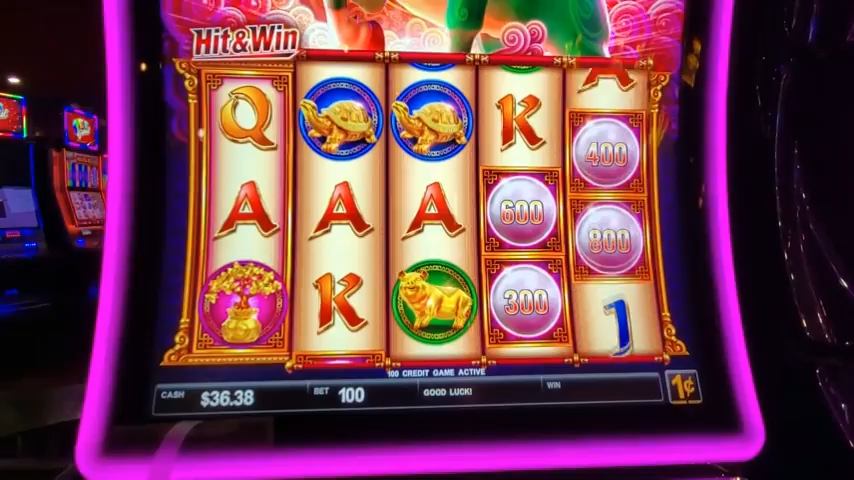 Hit&Win
Q
K
A
400
A
A
A
600
800
K
300
J
100 CREDIT GAME ACTIVE
CASH $36.38 BET 100 GOOD LUCK! WIN 1¢